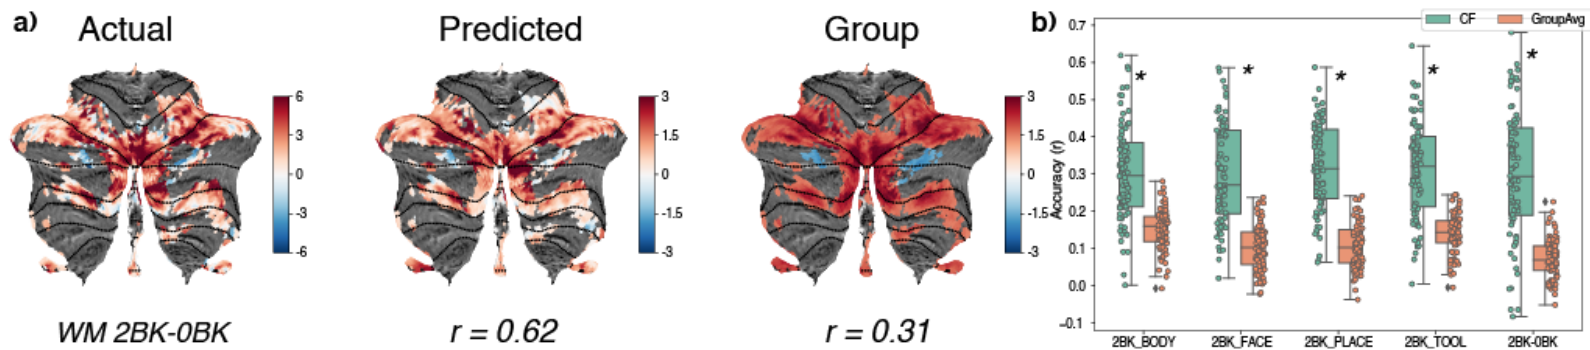 a)
Actual
Predicted
Group
6
3
0
-3
-6
3
1.5
0
-1.5
-3
3
1.5
0
-1.5
-3
WM 2BK-0BK
r = 0.62
r = 0.31
b)
CF
GroupAvg
0.7
0.6
0.5
0.4
0.3
0.2
0.1
0.0
−0.1
Accuracy (r)
*
*
*
*
*
2BK_BODY
2BK_FACE
2BK_PLACE
2BK_TOOL
2BK-0BK